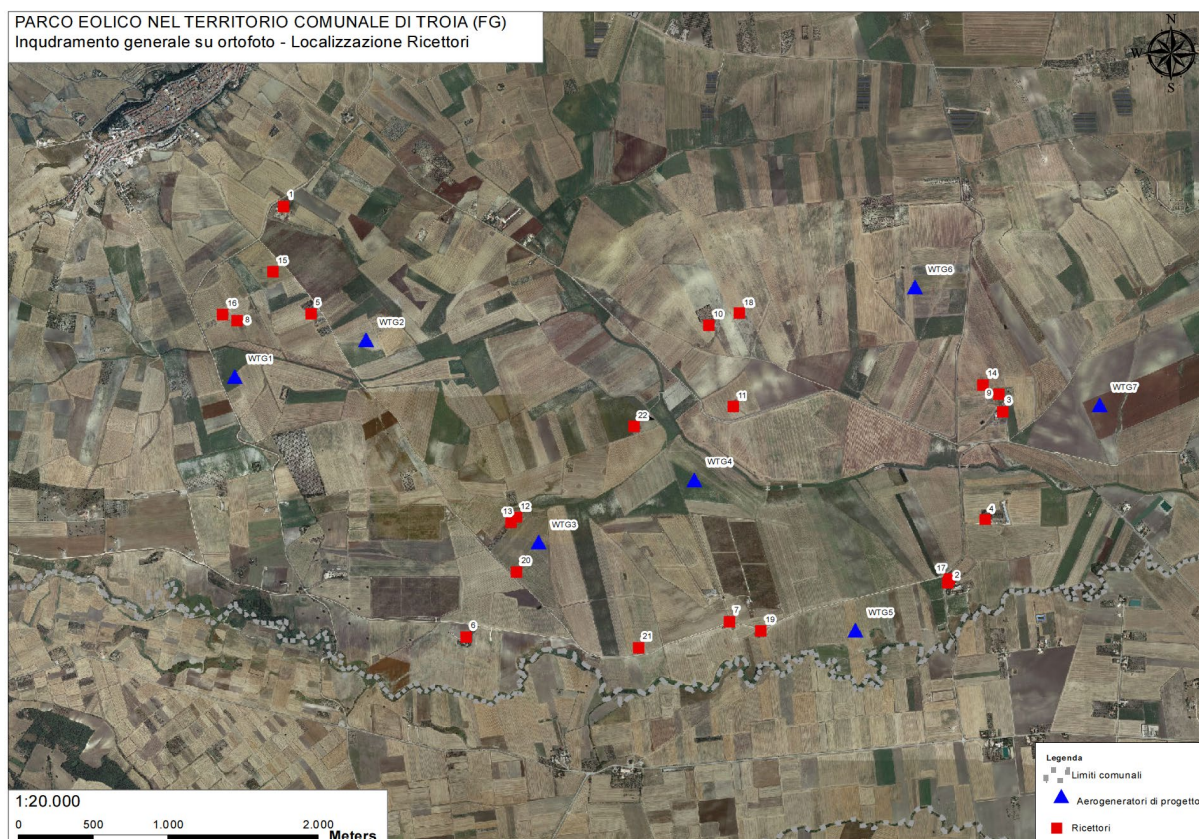 PARCO EOLICO NEL TERRITORIO COMUNALE DI TROIA (FG)
Inqudramento generale su ortofoto - Localizzazione Ricettori
N
W E
S
1
15
16
8
5
WTG2
WTG1
18
10
WTG6
11
14
9
3
WTG7
22
WTG4
12
13
WTG3
20
4
17
2
7
19
WTG5
6
21
Legenda
Limiti comunali
Aerogeneratori di progetto
Ricettori
1:20.000
0 500 1.000 2.000
Meters